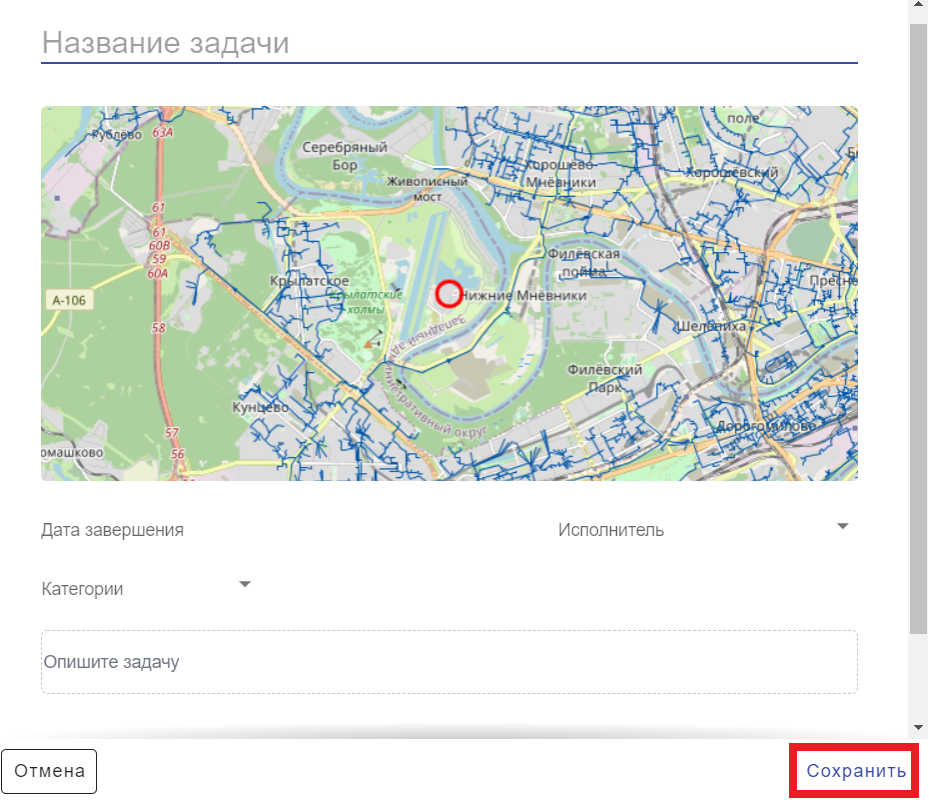 Название задачи
Рублёво
63А
поле
Серебряный
Бор
Живописный
мост
Хорошёво-
Мнёвники
Хорошёвский
61
61
60В
59
60А
Филёвская
пойма
Крылатское
Крылатские
холмы
Нижние Мнёвники
Пресне
А-106
58
Шелепиха
Западный
административный округ
Филёвский
Парк
Кунцево
Дорогомилово
57
56
омашково
Дата завершения
Исполнитель
Категории
Опишите задачу
Отмена
Сохранить